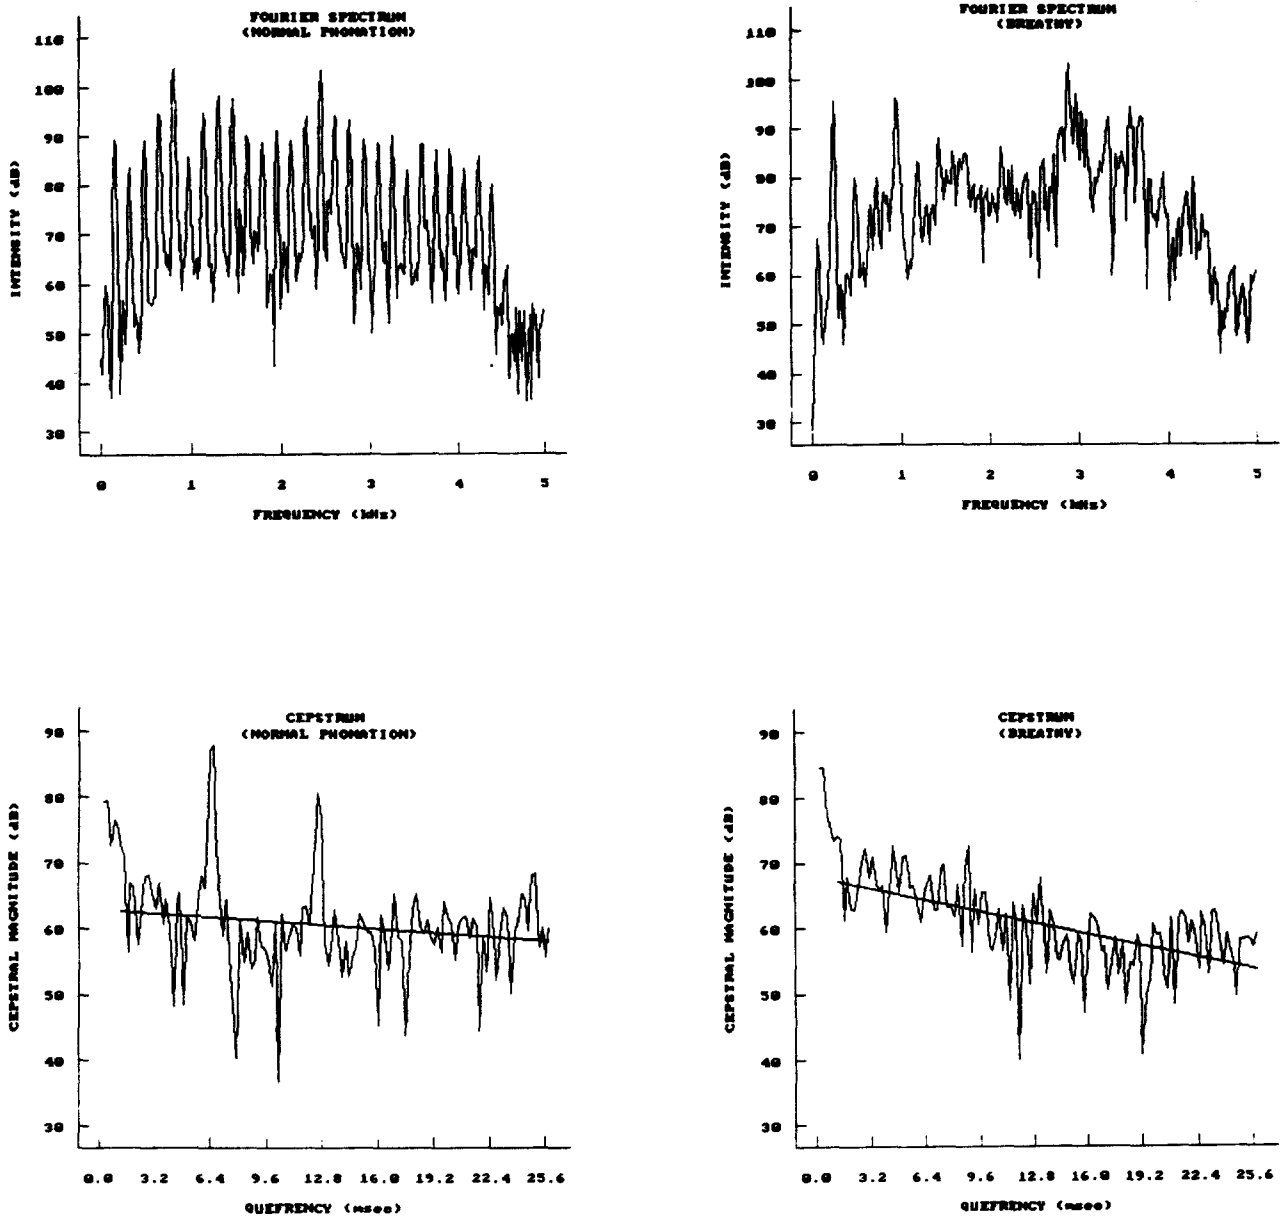 FOURIER SPECTRUM
(NORMAL PHONATION)
110
100
90
80
70
60
50
40
30
INTENSITY (dB)
0 1 2 3 4 5
FREQUENCY (kHz)
FOURIER SPECTRUM
(BREATHY)
110
100
90
80
70
60
50
40
30
INTENSITY (dB)
0 1 2 3 4 5
FREQUENCY (kHz)
CEPSTRUM
(NORMAL PHONATION)
90
80
70
60
50
40
30
CEPSTRAL MAGNITUDE (dB)
0.0 3.2 6.4 9.6 12.8 16.0 19.2 22.4 25.6
QUEFRENCY (msec)
CEPSTRUM
(BREATHY)
90
80
70
60
50
40
30
CEPSTRAL MAGNITUDE (dB)
0.0 3.2 6.4 9.6 12.8 16.0 19.2 22.4 25.6
QUEFRENCY (msec)